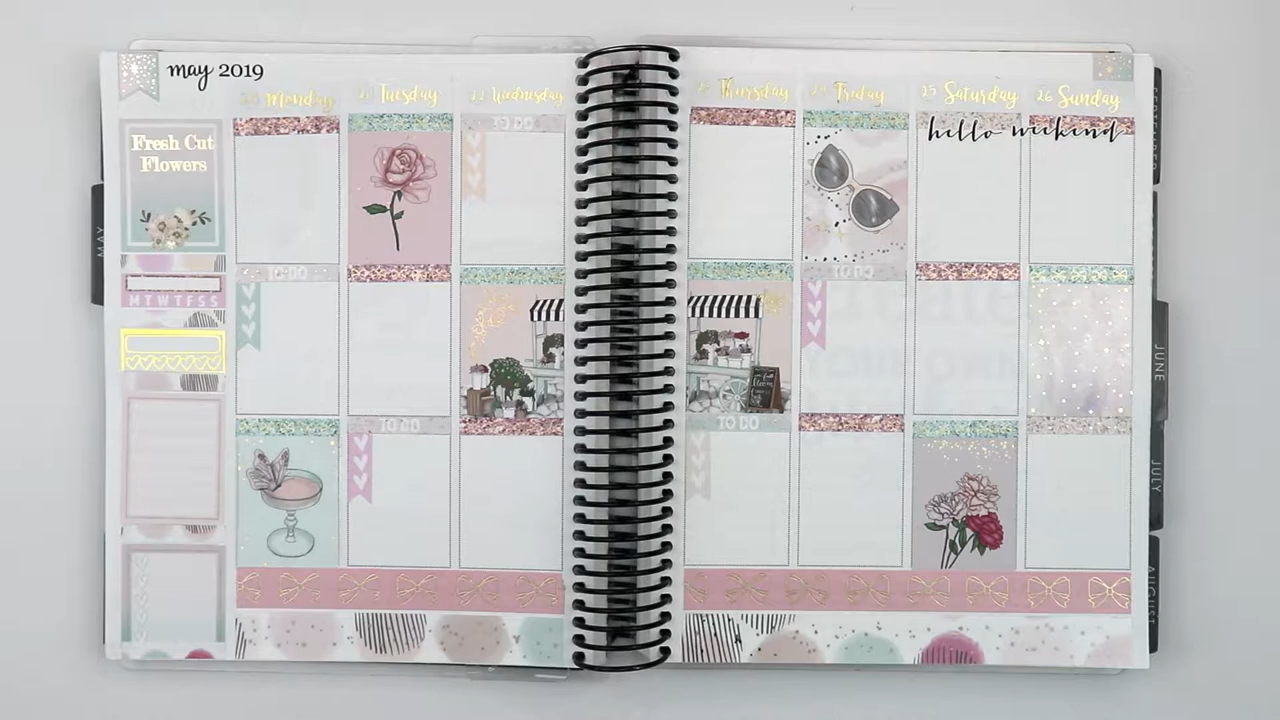 may 2019
Monday
Tuesday
22 Wednesday
Thursday
Friday
25 Saturday
26 Sunday
TO DO
hello weekend
Fresh Cut
Flowers
TO DO
TO DO
M T W T F S S
TO DO
TO DO
MAY
JUNE
JULY
AUGUST